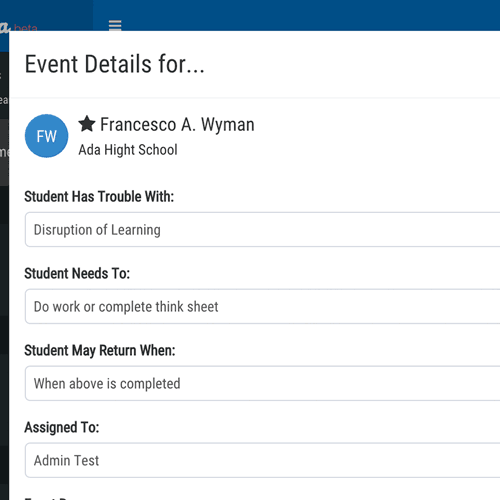 beta
Event Details for...
FW
★ Francesco A. Wyman
Ada Hight School
Student Has Trouble With:
Disruption of Learning
Student Needs To:
Do work or complete think sheet
Student May Return When:
When above is completed
Assigned To:
Admin Test